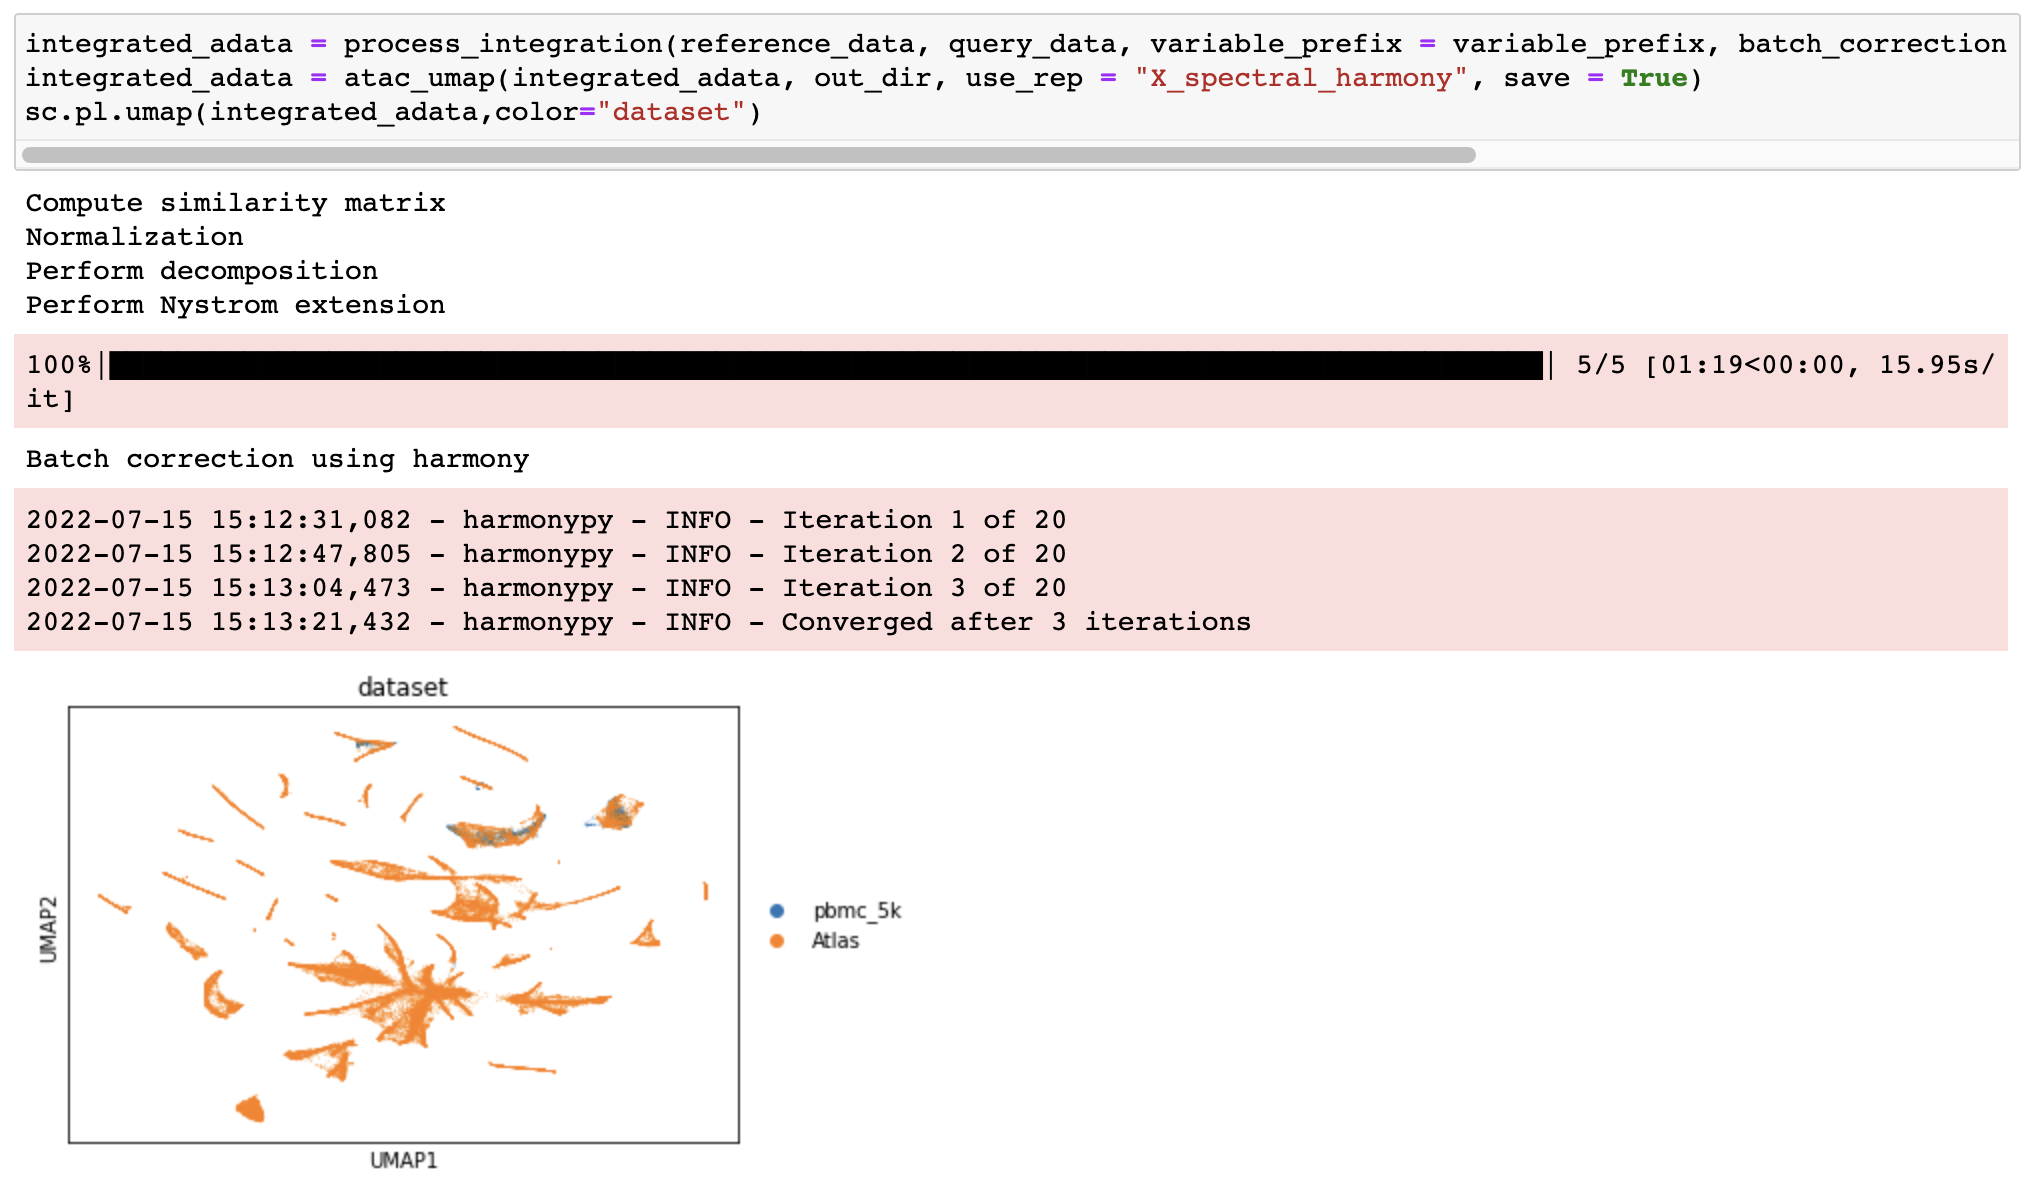 integrated_adata = process_integration(reference_data, query_data, variable_prefix = variable_prefix, batch_correction
integrated_adata = atac_umap(integrated_adata, out_dir, use_rep = "X_spectral_harmony", save = True)
sc.pl.umap(integrated_adata,color="dataset")
Compute similarity matrix
Normalization
Perform decomposition
Perform Nystrom extension
100%|██████████| 5/5 [01:19<00:00, 15.95s/
it]
Batch correction using harmony
2022-07-15 15:12:31,082 - harmonypy - INFO - Iteration 1 of 20
2022-07-15 15:12:47,805 - harmonypy - INFO - Iteration 2 of 20
2022-07-15 15:13:04,473 - harmonypy - INFO - Iteration 3 of 20
2022-07-15 15:13:21,432 - harmonypy - INFO - Converged after 3 iterations
dataset
UMAP2
pbmc_5k
Atlas
UMAP1